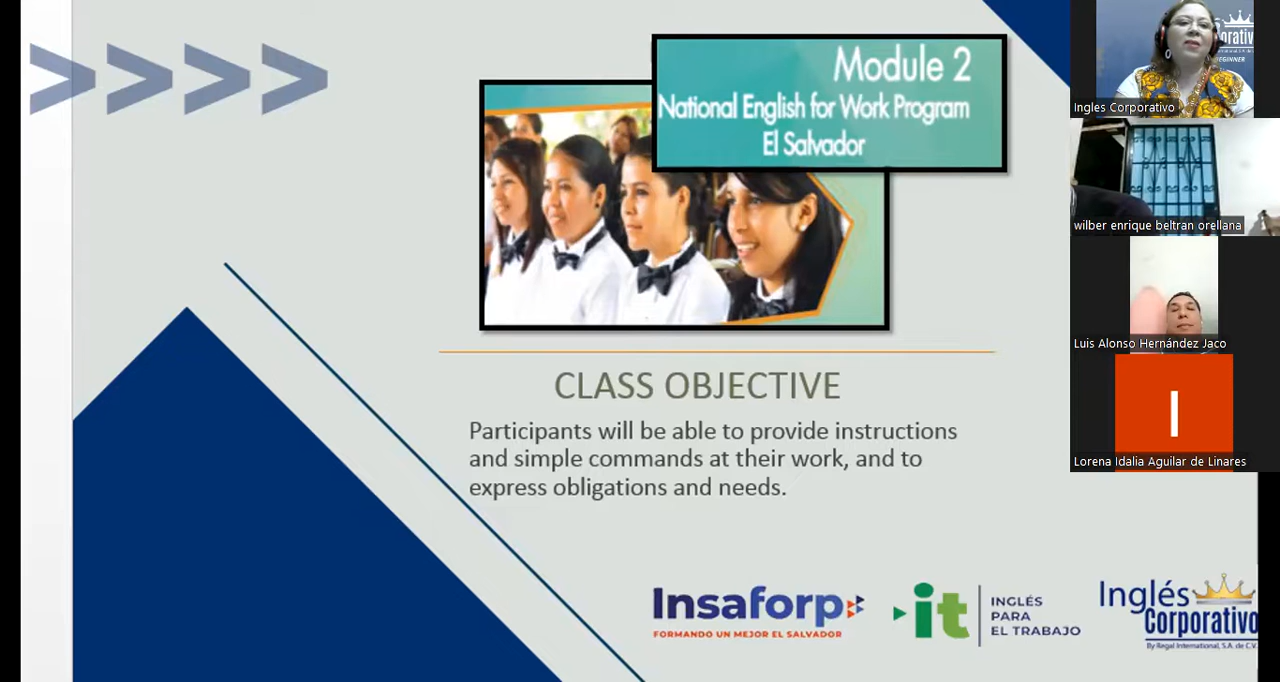 Module 2
National English for Work Program
El Salvador
CLASS OBJECTIVE
Participants will be able to provide instructions
and simple commands at their work, and to
express obligations and needs.
Insaforp
FORMANDO UN MEJOR EL SALVADOR
it
INGLÉS
PARA
EL TRABAJO
Inglés
Corporativo
By Regal International, S.A. de C.V.
Ingles Corporativo
wilber enrique beltran orellana
Luis Alonso Hernández Jaco
I
Lorena Idalia Aguilar de Linares